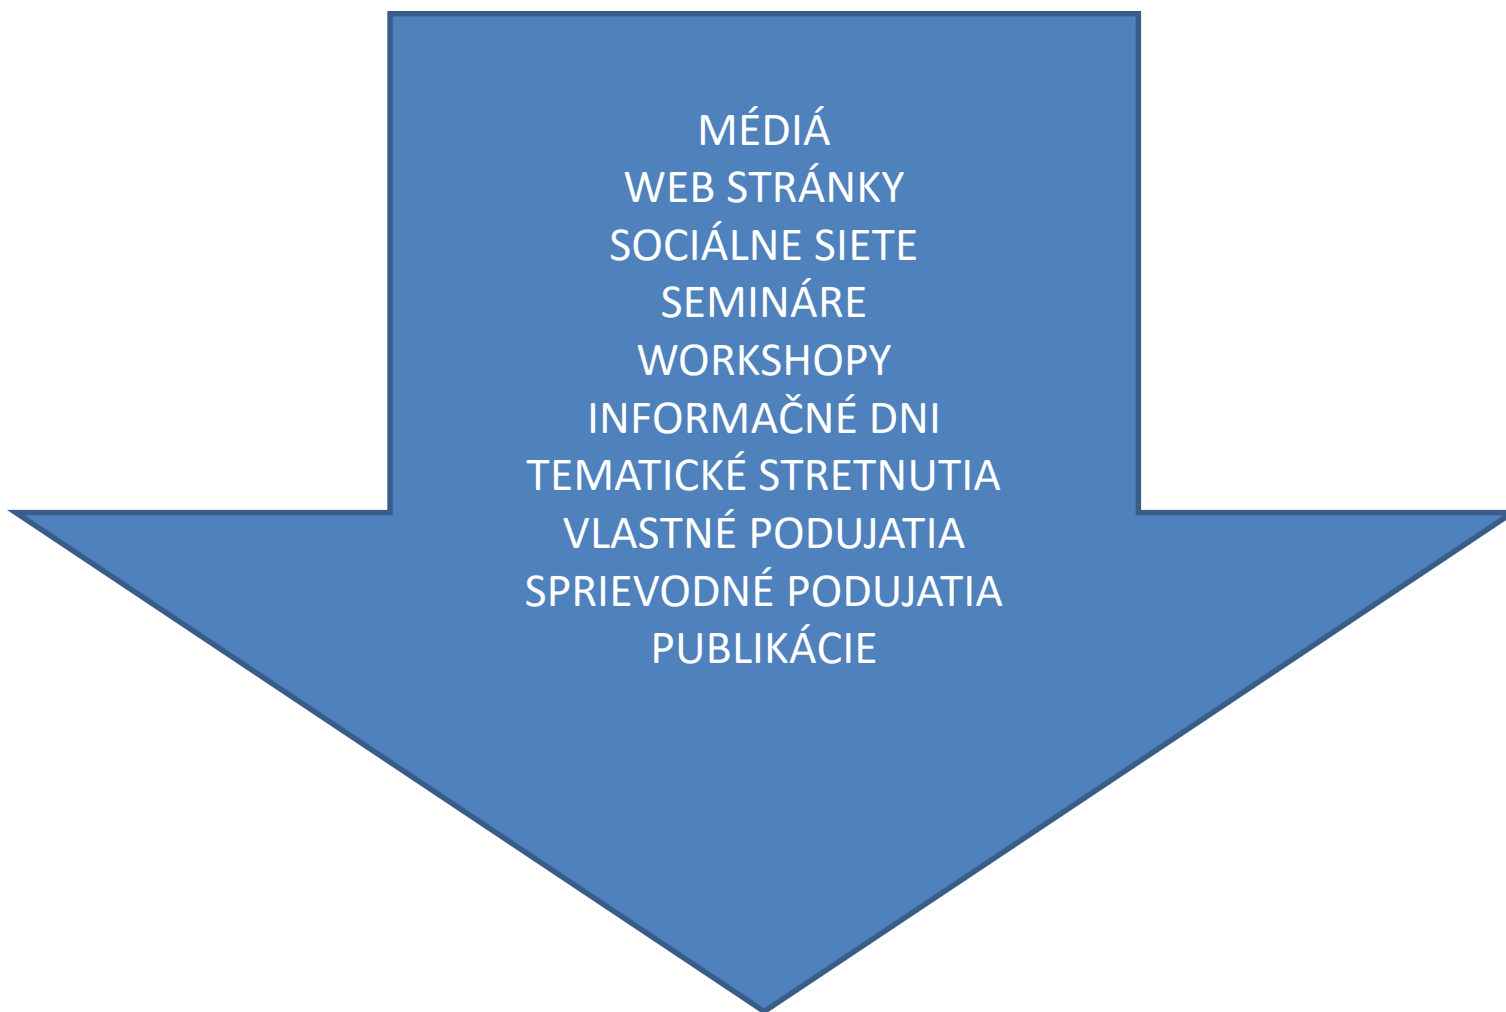 MÉDIÁ
WEB STRÁNKY
SOCIÁLNE SIETE
SEMINÁRE
WORKSHOPY
INFORMAČNÉ DNI
TEMATICKÉ STRETNUTIA
VLASTNÉ PODUJATIA
SPRIEVODNÉ PODUJATIA
PUBLIKÁCIE